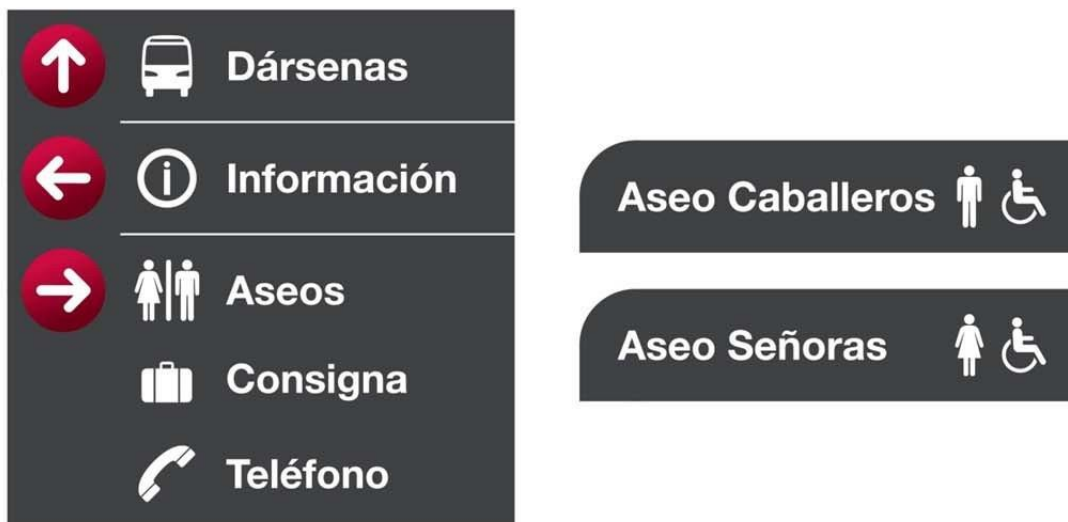 Dársenas
Información
Aseos
Consigna
Teléfono
Aseo Caballeros
Aseo Señoras